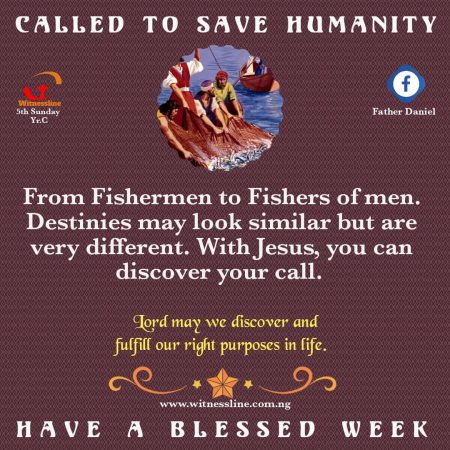 CALLED TO SAVE HUMANITY
Witnessline
5th Sunday
Yr.C
f
Father Daniel
From Fishermen to Fishers of men.
Destinies may look similar but are
very different. With Jesus, you can
discover your call.
Lord may we discover and
fulfill our right purposes in life.
www.witnessline.com.ng
HAVE A BLESSED WEEK